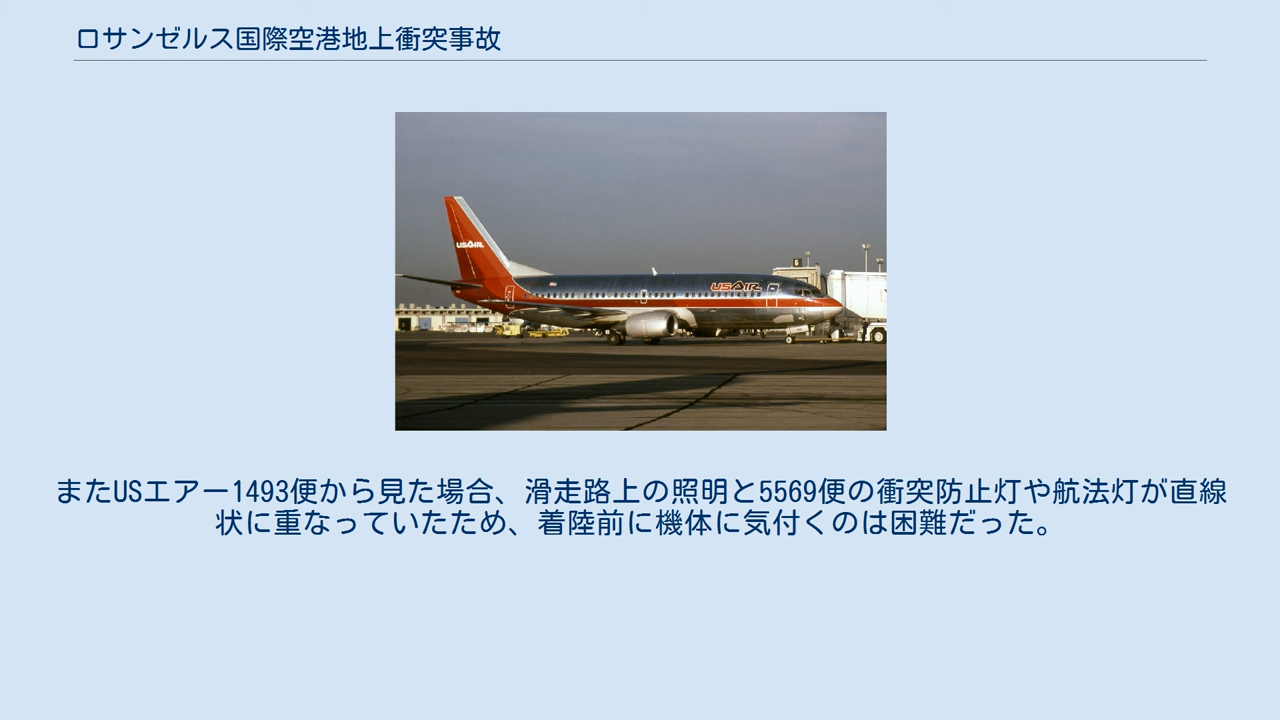 ロサンゼルス国際空港地上衝突事故
USAIR
USAIR
またUSエアー1493便から見た場合、滑走路上の照明と5569便の衝突防止灯や航法灯が直線
状に重なっていたため、着陸前に機体に気付くのは困難だった。